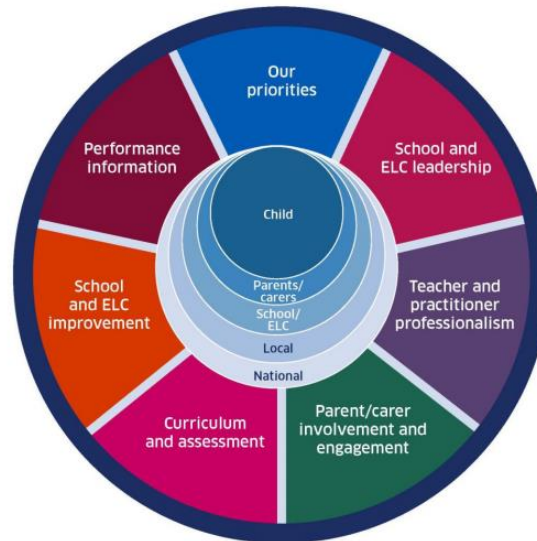 Our
priorities
School and
ELC leadership
Teacher and
practitioner
professionalism
Parent/carer
involvement and
engagement
Curriculum
and assessment
School
and ELC
improvement
Performance
information
Child
Parents/
carers
School/
ELC
Local
National